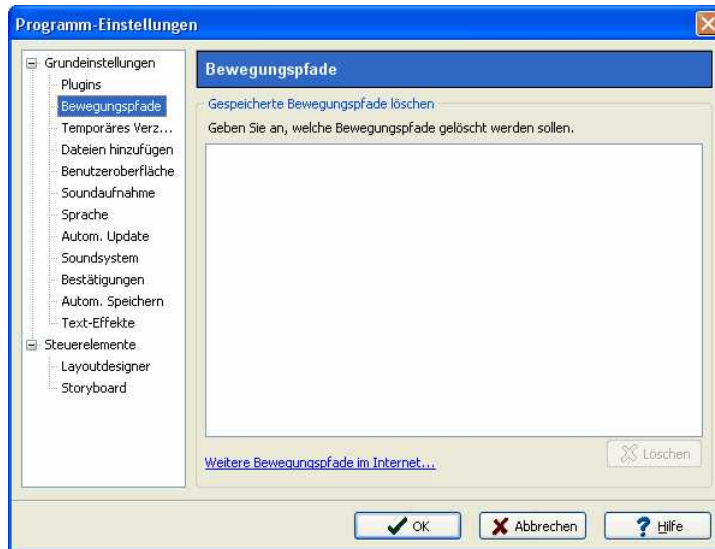 Programm-Einstellungen
Grundeinstellungen
Plugins
Bewegungspfade
Temporäres Verz...
Dateien hinzufügen
Benutzeroberfläche
Soundaufnahme
Sprache
Autom. Update
Soundsystem
Bestätigungen
Autom. Speichern
Text-Effekte
Steuerelemente
Layoutdesigner
Storyboard
Bewegungspfade
Gespeicherte Bewegungspfade löschen
Geben Sie an, welche Bewegungspfade gelöscht werden sollen.
Weitere Bewegungspfade im Internet...
Löschen
OK
Abbrechen
Hilfe